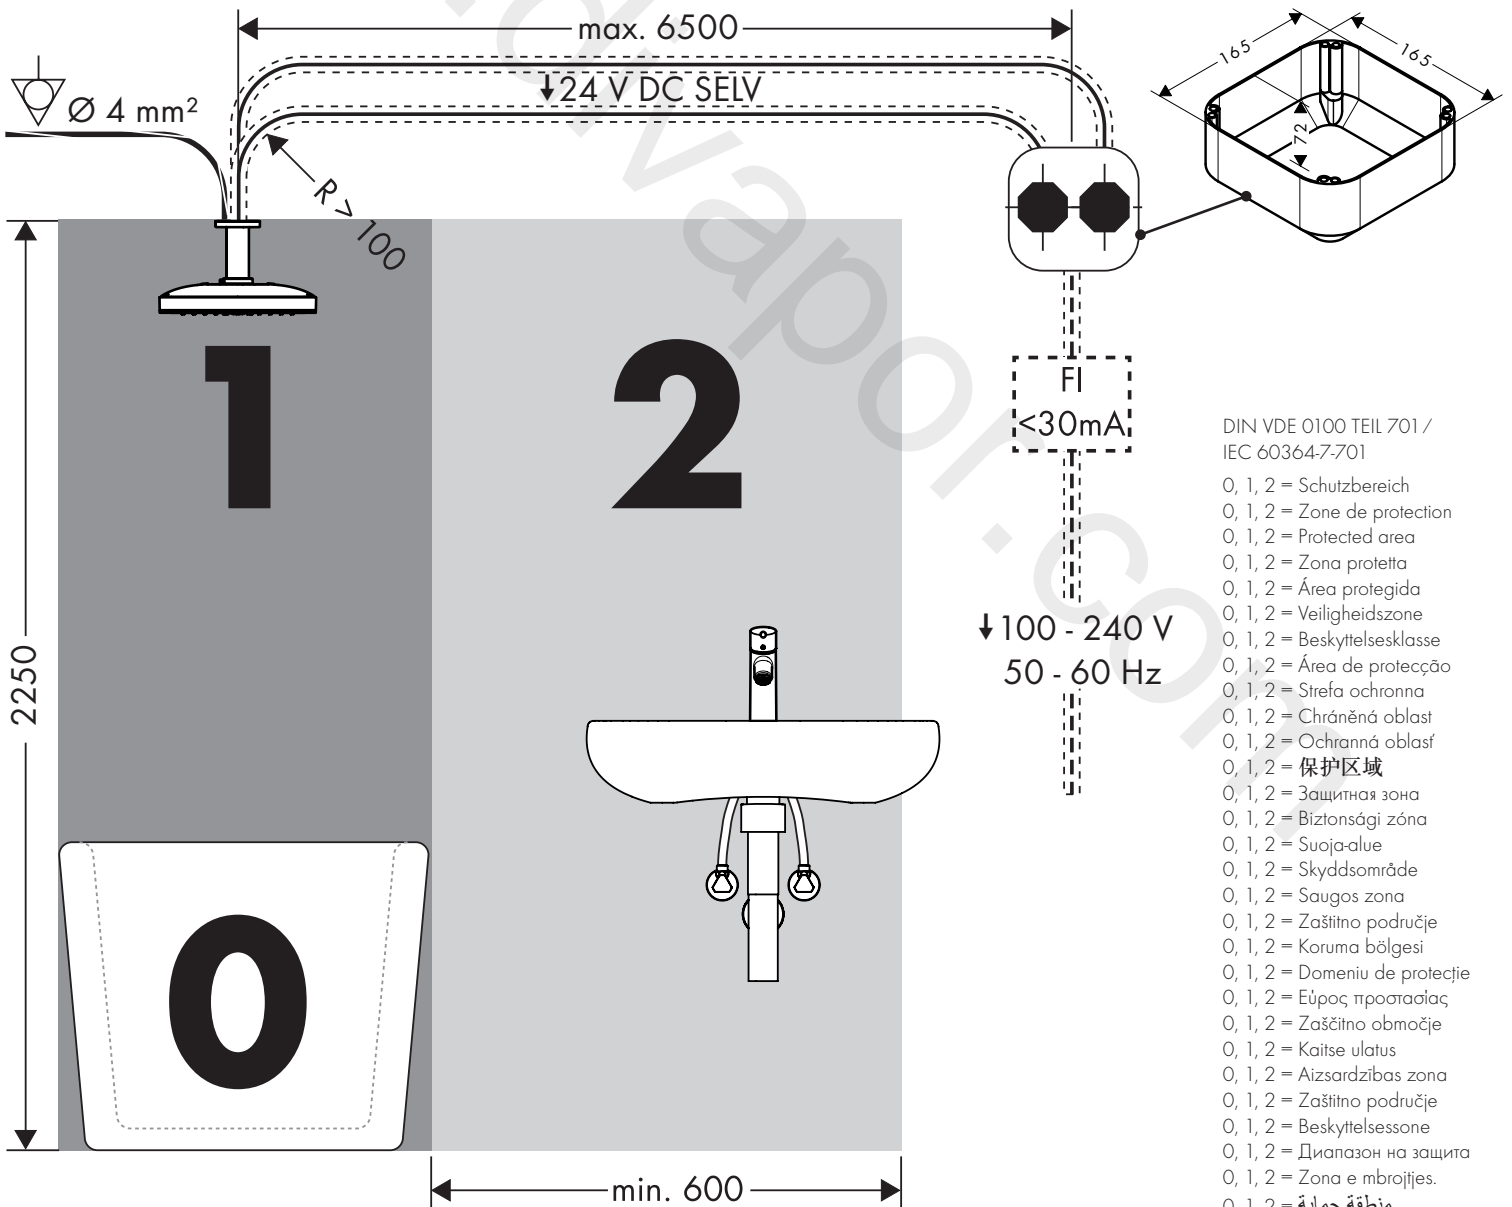 max. 6500
Ø 4 mm²
24 V DC SELV
R > 100
165
165
72
1
2
0
2250
FI
<30mA
100 - 240 V
50 - 60 Hz
min. 600
DIN VDE 0100 TEIL 701 /
IEC 60364-7-701
0, 1, 2 = Schutzbereich
0, 1, 2 = Zone de protection
0, 1, 2 = Protected area
0, 1, 2 = Zona protetta
0, 1, 2 = Área protegida
0, 1, 2 = Veiligheidszone
0, 1, 2 = Beskyttelsesklasse
0, 1, 2 = Área de protecção
0, 1, 2 = Strefa ochronna
0, 1, 2 = Chráněná oblast
0, 1, 2 = Ochranná oblasť
0, 1, 2 = 保护区域
0, 1, 2 = Защитная зона
0, 1, 2 = Biztonsági zóna
0, 1, 2 = Suoja-alue
0, 1, 2 = Skyddsområde
0, 1, 2 = Saugos zona
0, 1, 2 = Zaštitno područje
0, 1, 2 = Koruma bölgesi
0, 1, 2 = Domeniu de protecţie
0, 1, 2 = Εύρος προστασίας
0, 1, 2 = Zaščitno območje
0, 1, 2 = Kaitse ulatus
0, 1, 2 = Aizsardzības zona
0, 1, 2 = Zaštitno područje
0, 1, 2 = Beskyttelsessone
0, 1, 2 = Диапазон на защита
0, 1, 2 = Zona e mbrojtjes.
0, 1, 2 = منطقة حماية
divapor.com